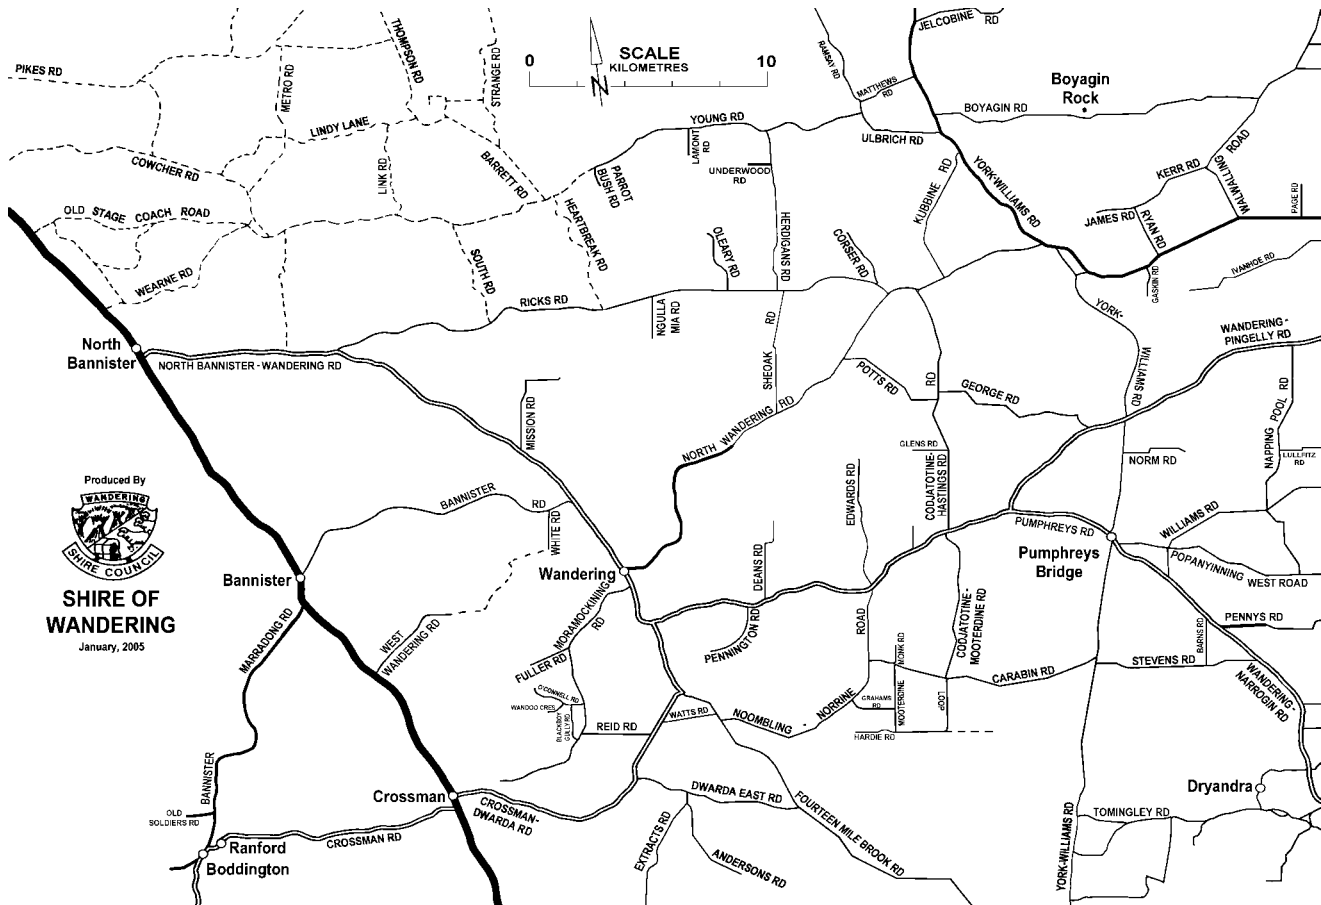 JELCOBINE
RD
THOMPSON RD
STRANGE RD
RAMSAY RD
SCALE
KILOMETRES
0
10
N
PIKES RD
METRO RD
MATTHEWS
RD
Boyagin
Rock
BOYAGIN RD
LINDY LANE
YOUNG RD
ULBRICH RD
LAMONT
RD
COWCHER RD
LINK RD
BARRETT RD
PARROT
BUSH RD
UNDERWOOD
RD
KUBBINE RD
YORK-WILLIAMS RD
KERR RD
WALWALLING
ROAD
PAGE RD
OLD STAGE COACH ROAD
HEARTBREAK RD
HERDIGANS RD
JAMES RD
RYAN RD
OLEARY RD
CORSER RD
SOUTH RD
WEARNE RD
GASKIN RD
IVANHOE RD
RICKS RD
NGULLA
MIA RD
YORK-
WILLIAMS RD
WANDERING-
PINGELLY RD
North
Bannister
NORTH BANNISTER-WANDERING RD
SHEOAK RD
POTTS RD
RD
GEORGE RD
MISSION RD
NORTH WANDERING RD
NAPPING POOL RD
GLENS RD
CODJATOTINE-
HASTINGS RD
NORM RD
LULLFITZ
RD
Produced By
WANDERING
SHIRE COUNCIL
BANNISTER RD
EDWARDS RD
WHITE RD
PUMPHREYS RD
WILLIAMS RD
Pumphreys
Bridge
POPANYINNING
WEST ROAD
Bannister
Wandering
DEANS RD
SHIRE OF
WANDERING
January, 2005
MORAMOCKINING
RD
PENNINGTON RD
ROAD
CODJATOTINE-
MOOTERDINE RD
PENNYS RD
MARRADONG RD
WEST
WANDERING RD
BARNS RD
MONK RD
FULLER RD
CARABIN RD
STEVENS RD
WANDERING-
NARROGIN RD
O'CONNELL RD
WANDOO CRES
BLACKBOY
GULLY RD
GRAHAMS
RD
MOOTERDINE
LOOP
REID RD
WATTS RD
NOOMBLING - NORRINE
HARDIE RD
BANNISTER
Crossman
CROSSMAN-
DWARDA RD
DWARDA EAST RD
Dryandra
OLD
SOLDIERS RD
FOURTEEN MILE BROOK RD
TOMINGLEY RD
Ranford
CROSSMAN RD
Boddington
EXTRACTS RD
ANDERSONS RD
YORK-WILLIAMS RD